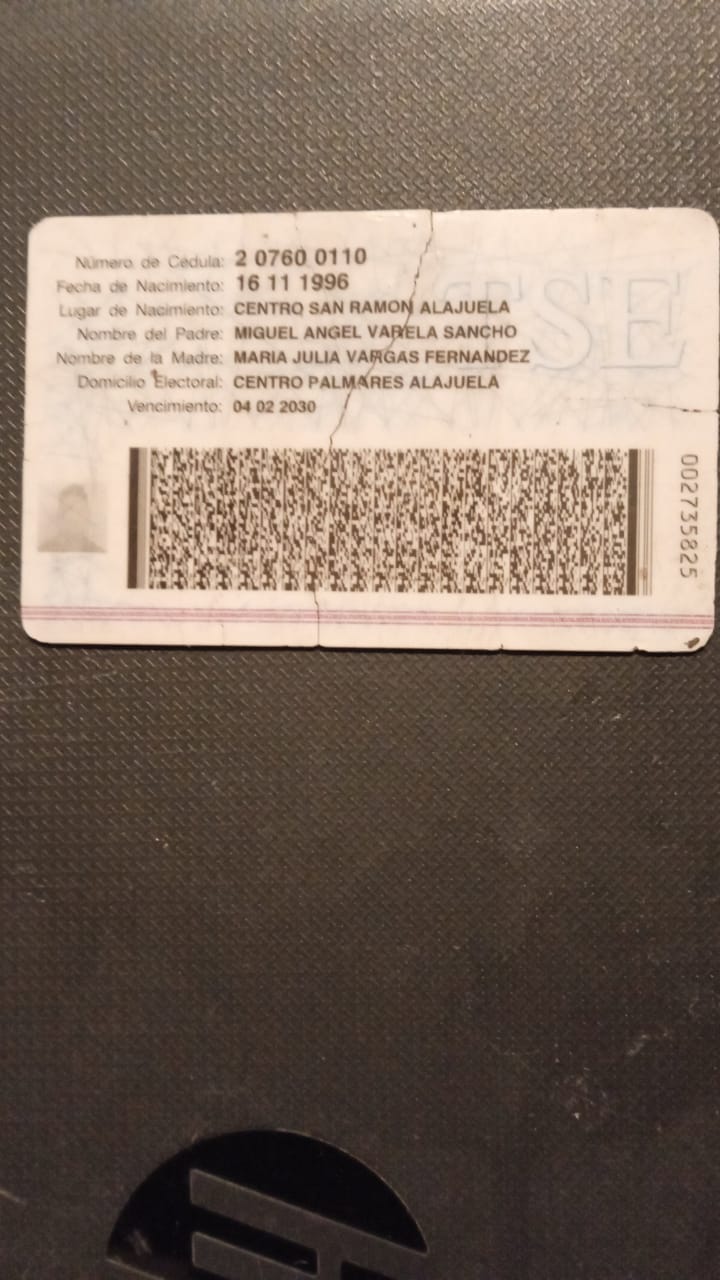 Número de Cédula: 2 0760 0110
Fecha de Nacimiento: 16 11 1996
Lugar de Nacimiento: CENTRO SAN RAMON ALAJUELA
Nombre del Padre: MIGUEL ANGEL VARELA SANCHO
Nombre de la Madre: MARIA JULIA VARGAS FERNANDEZ
Domicilio Electoral: CENTRO PALMARES ALAJUELA
Vencimiento: 04 02 2030
TSE
002735825